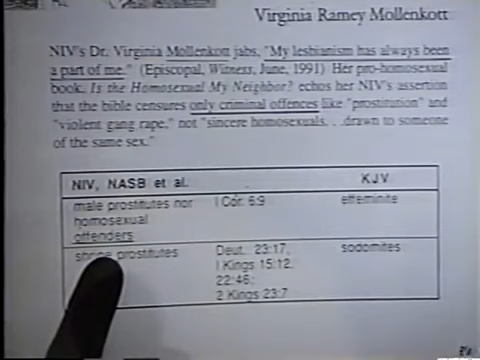 Virginia Ramey Mollenkott
NIV's Dr. Virginia Mollenkott jabs, "My lesbianism has always been
a part of me." (Episcopal, Witness, June, 1991) Her pro-homosexual
book, Is the Homosexual My Neighbor? echos her NIV's assertion
that the bible censures only criminal offences like "prostitution" and
"violent gang rape," not "sincere homosexuals. . .drawn to someone
of the same sex."
NIV, NASB et al. KJV
male prostitutes nor I Cor. 6:9 effeminite
homosexual
offenders
shrine prostitutes Deut. 23:17, sodomites
I Kings 15:12,
22:46;
2 Kings 23:7